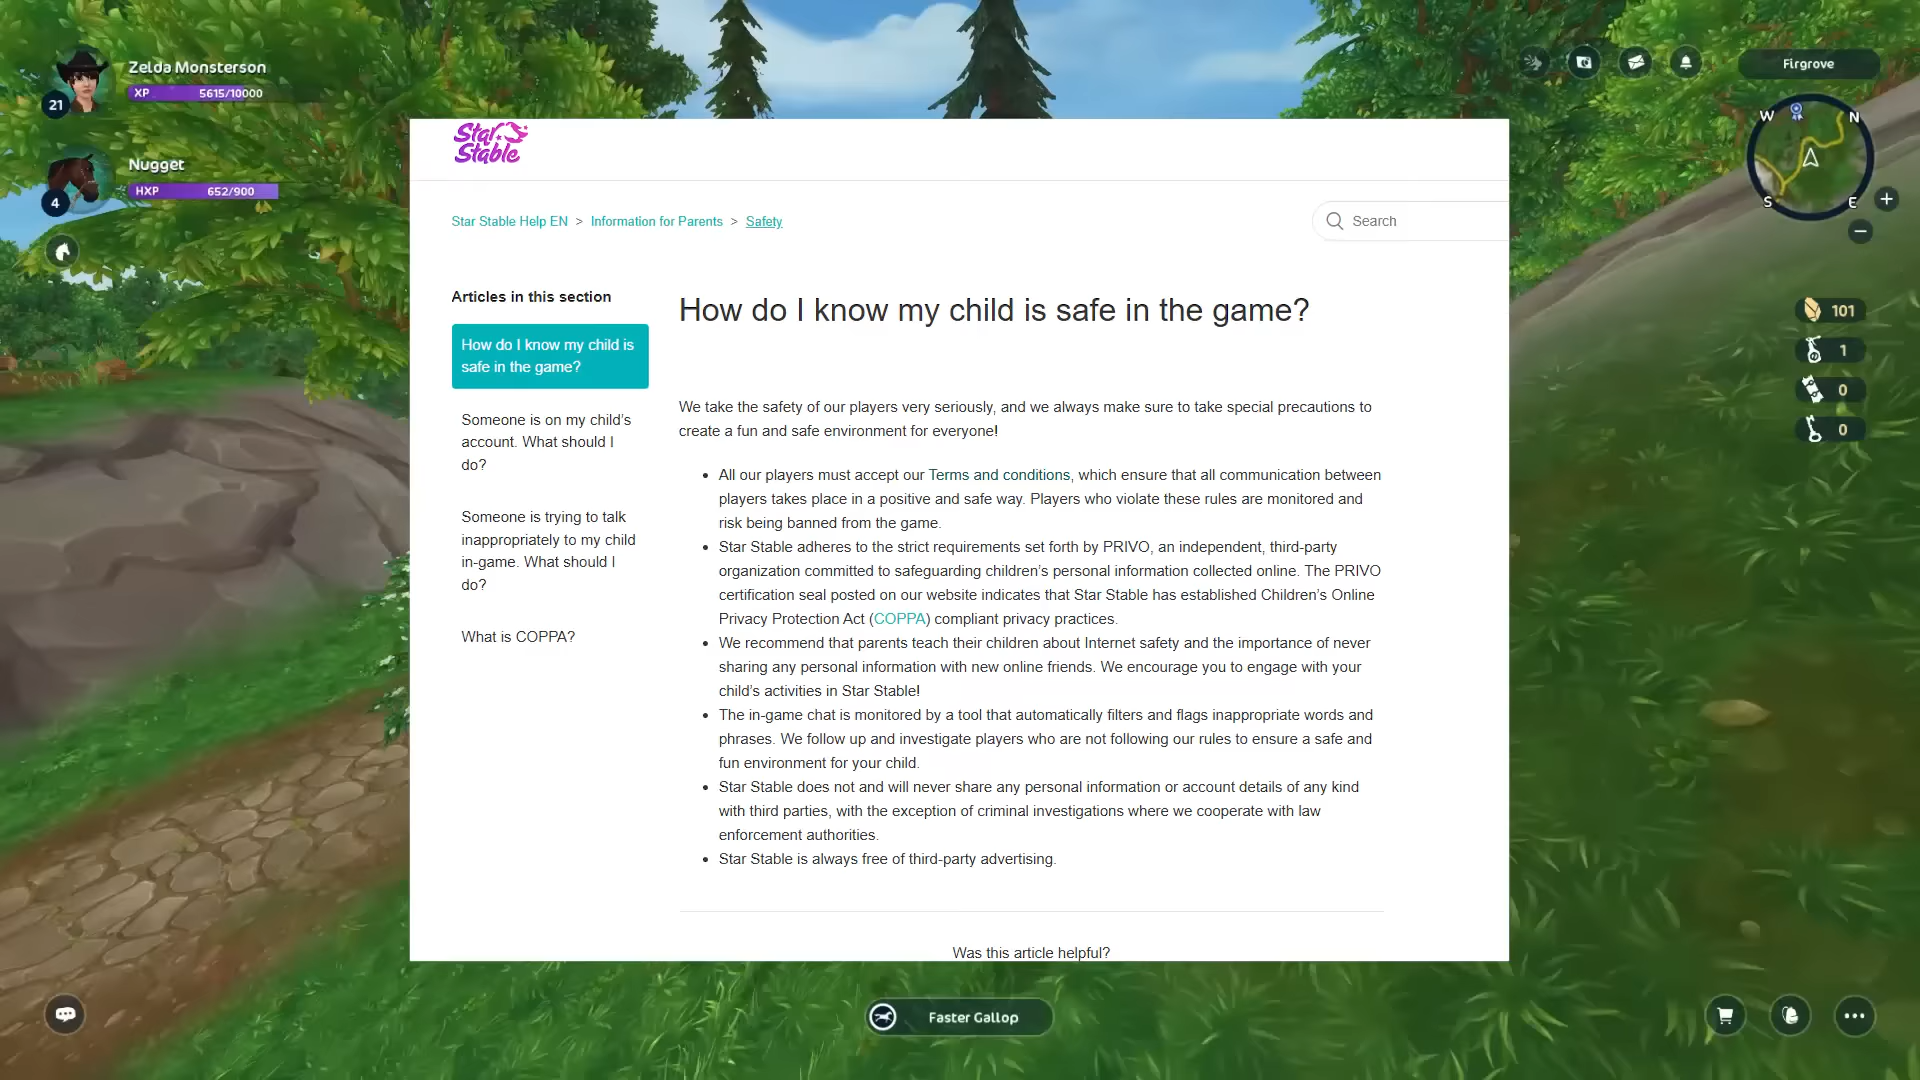 Zelda Monsterson
21
XP 5615/10000
Nugget
4
HXP 652/900
Firgrove
W
N
S
E
101
1
0
0
Star Stable
Star Stable Help EN > Information for Parents > Safety
Search
Articles in this section
How do I know my child is
safe in the game?
Someone is on my child’s
account. What should I
do?
Someone is trying to talk
inappropriately to my child
in-game. What should I
do?
What is COPPA?
How do I know my child is safe in the game?
We take the safety of our players very seriously, and we always make sure to take special precautions to
create a fun and safe environment for everyone!
• All our players must accept our Terms and conditions, which ensure that all communication between
players takes place in a positive and safe way. Players who violate these rules are monitored and
risk being banned from the game.
• Star Stable adheres to the strict requirements set forth by PRIVO, an independent, third-party
organization committed to safeguarding children’s personal information collected online. The PRIVO
certification seal posted on our website indicates that Star Stable has established Children’s Online
Privacy Protection Act (COPPA) compliant privacy practices.
• We recommend that parents teach their children about Internet safety and the importance of never
sharing any personal information with new online friends. We encourage you to engage with your
child’s activities in Star Stable!
• The in-game chat is monitored by a tool that automatically filters and flags inappropriate words and
phrases. We follow up and investigate players who are not following our rules to ensure a safe and
fun environment for your child.
• Star Stable does not and will never share any personal information or account details of any kind
with third parties, with the exception of criminal investigations where we cooperate with law
enforcement authorities.
• Star Stable is always free of third-party advertising.
Was this article helpful?
Faster Gallop